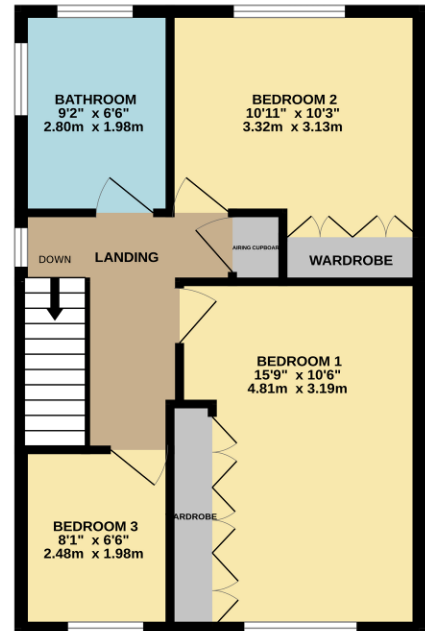 BATHROOM
9'2" x 6'6"
2.80m x 1.98m
BEDROOM 2
10'11" x 10'3"
3.32m x 3.13m
DOWN
LANDING
AIRING CUPBOARD
WARDROBE
BEDROOM 1
15'9" x 10'6"
4.81m x 3.19m
WARDROBE
BEDROOM 3
8'1" x 6'6"
2.48m x 1.98m